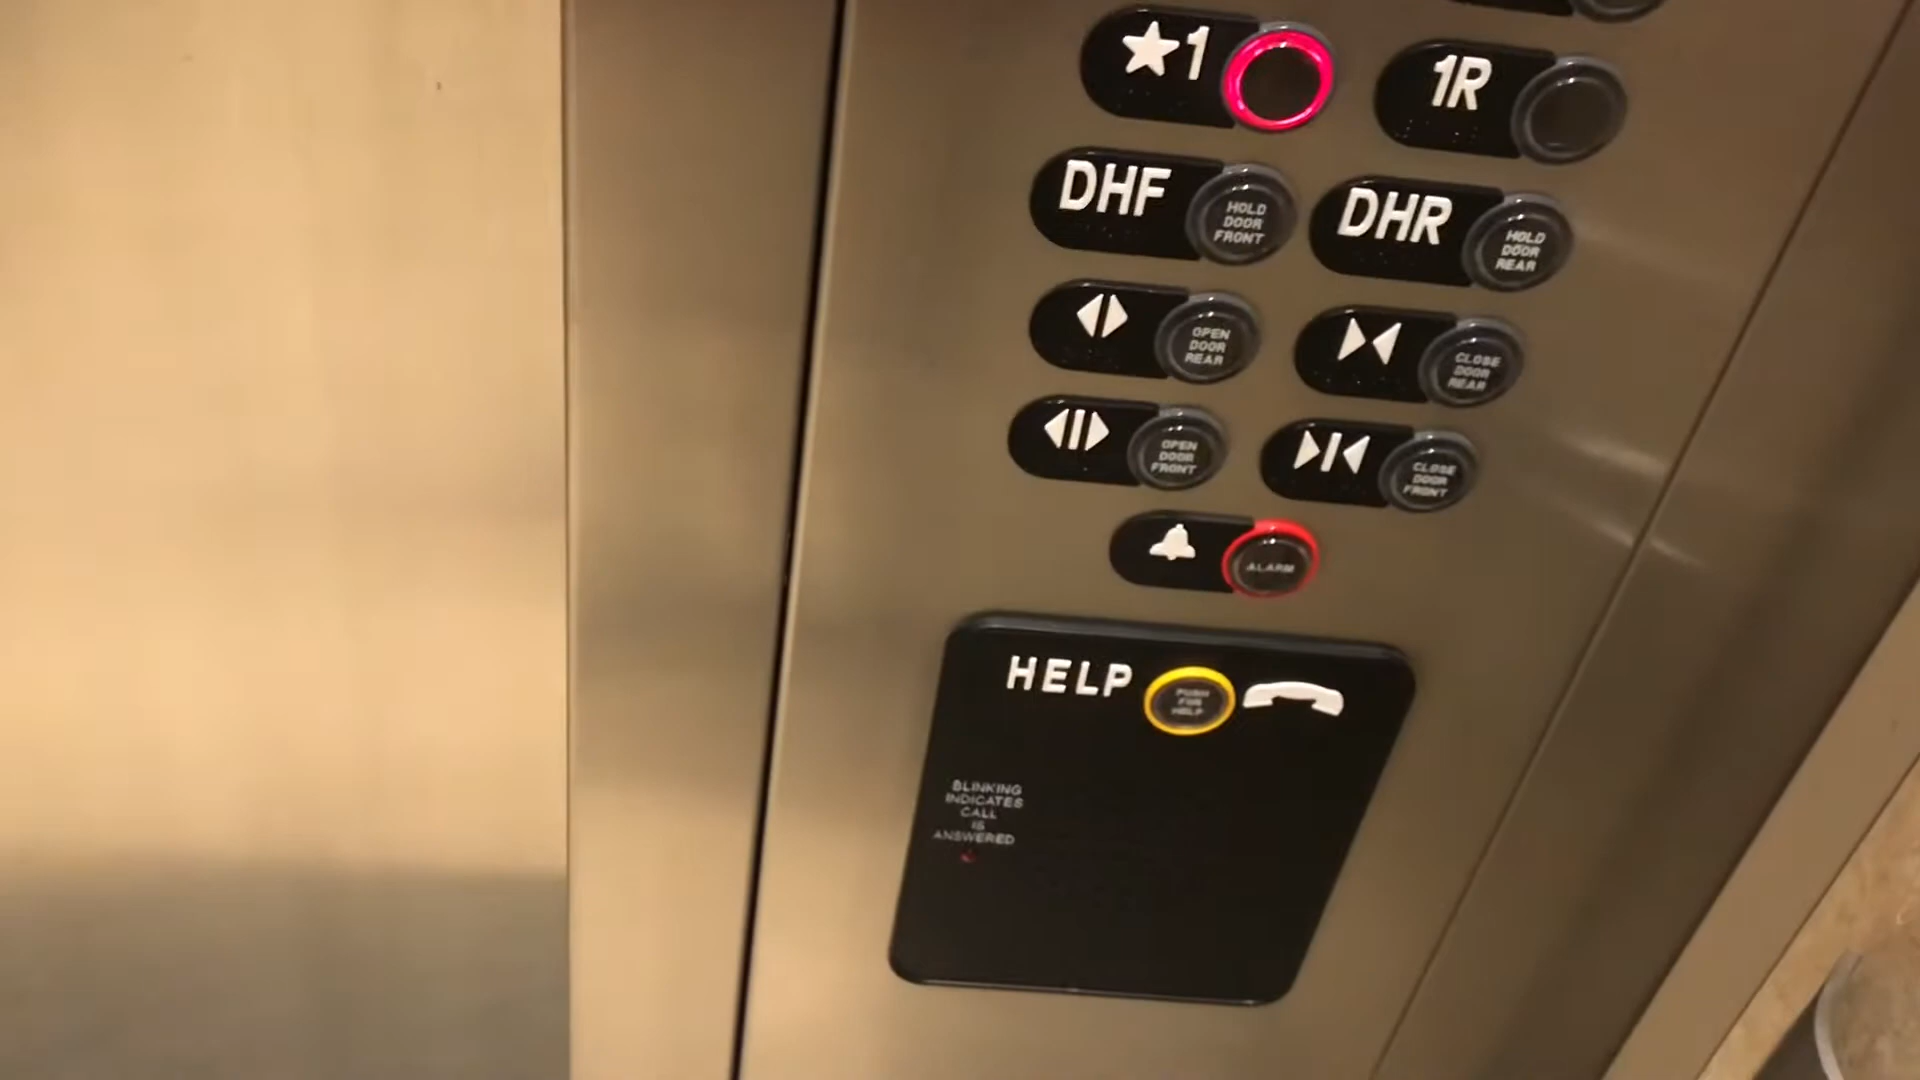 ★1
1R
DHF
HOLD
DOOR
FRONT
DHR
HOLD
DOOR
REAR
OPEN
DOOR
REAR
CLOSE
DOOR
REAR
OPEN
DOOR
FRONT
CLOSE
DOOR
FRONT
ALARM
HELP
PUSH
FOR
HELP
BLINKING
INDICATES
CALL
IS
ANSWERED